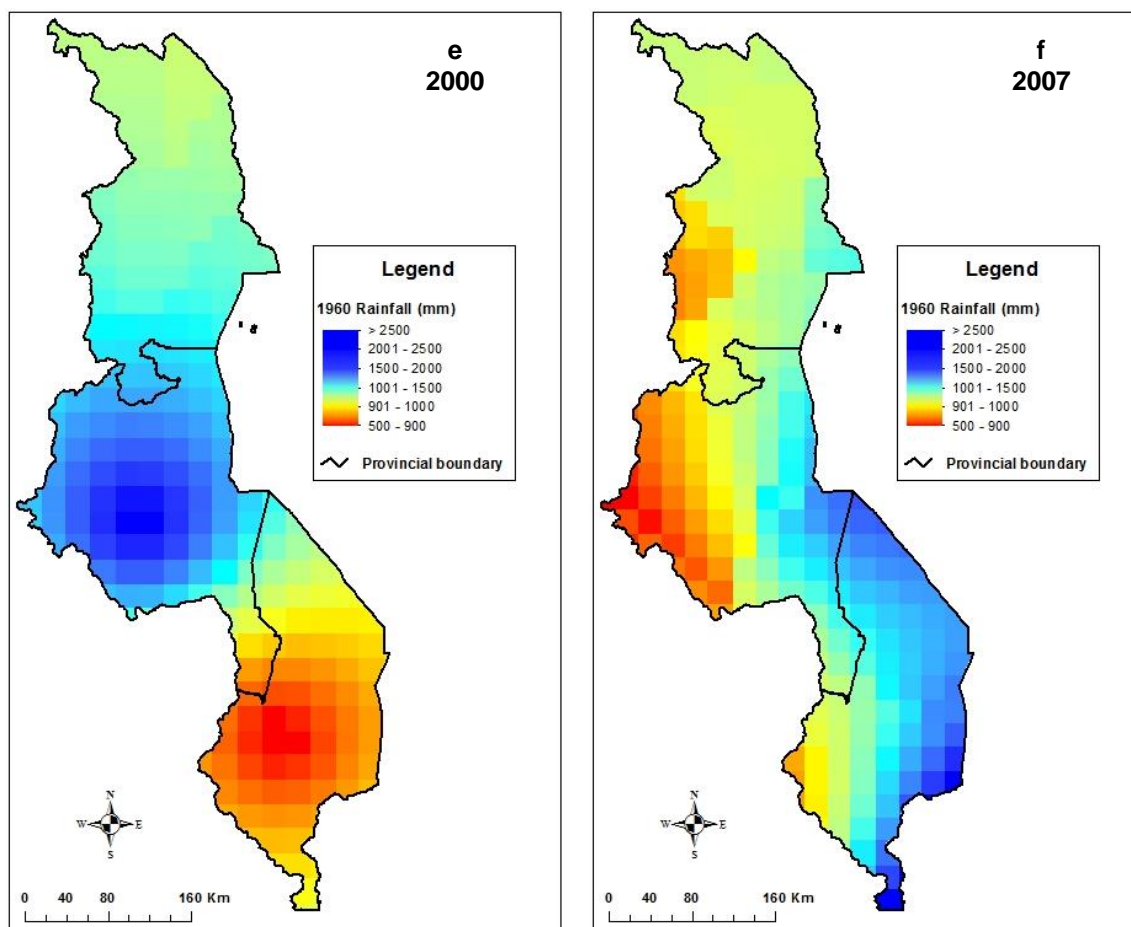 e
2000
Legend
1960 Rainfall (mm)
> 2500
2001 - 2500
1500 - 2000
1001 - 1500
901 - 1000
500 - 900
Provincial boundary
N
W E
S
0 40 80 160 Km
f
2007
Legend
1960 Rainfall (mm)
> 2500
2001 - 2500
1500 - 2000
1001 - 1500
901 - 1000
500 - 900
Provincial boundary
N
W E
S
0 40 80 160 Km